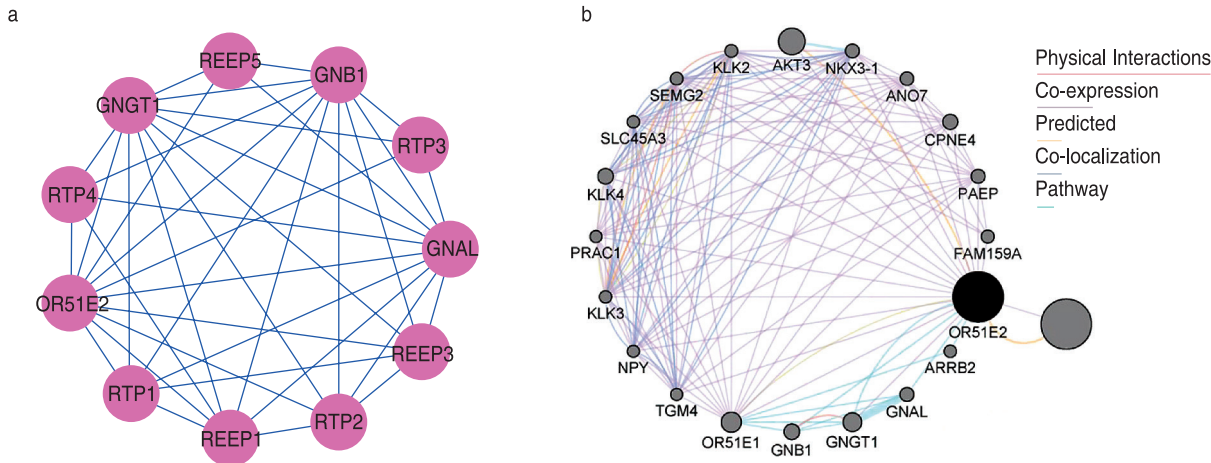 a
REEP5
GNB1
GNGT1
RTP3
RTP4
GNAL
OR51E2
REEP3
RTP1
RTP2
REEP1
b
KLK2
AKT3
NKX3-1
SEMG2
ANO7
SLC45A3
CPNE4
KLK4
PAEP
PRAC1
FAM159A
KLK3
OR51E2
NPY
ARRB2
TGM4
GNAL
OR51E1
GNB1
GNGT1
Physical Interactions
Co-expression
Predicted
Co-localization
Pathway